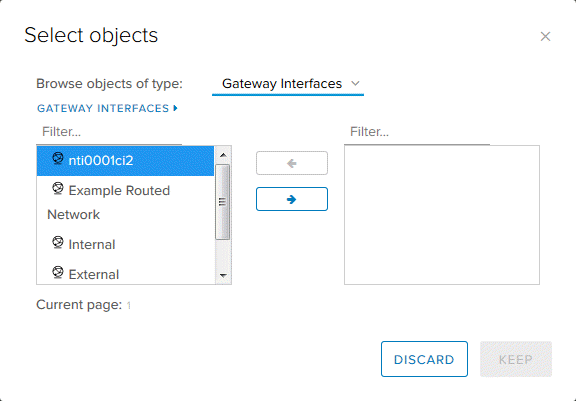 Select objects
Browse objects of type:
Gateway Interfaces
GATEWAY INTERFACES
Filter...
Filter...
nti0001ci2
Example Routed
Network
Internal
External
Current page: 1
DISCARD
KEEP